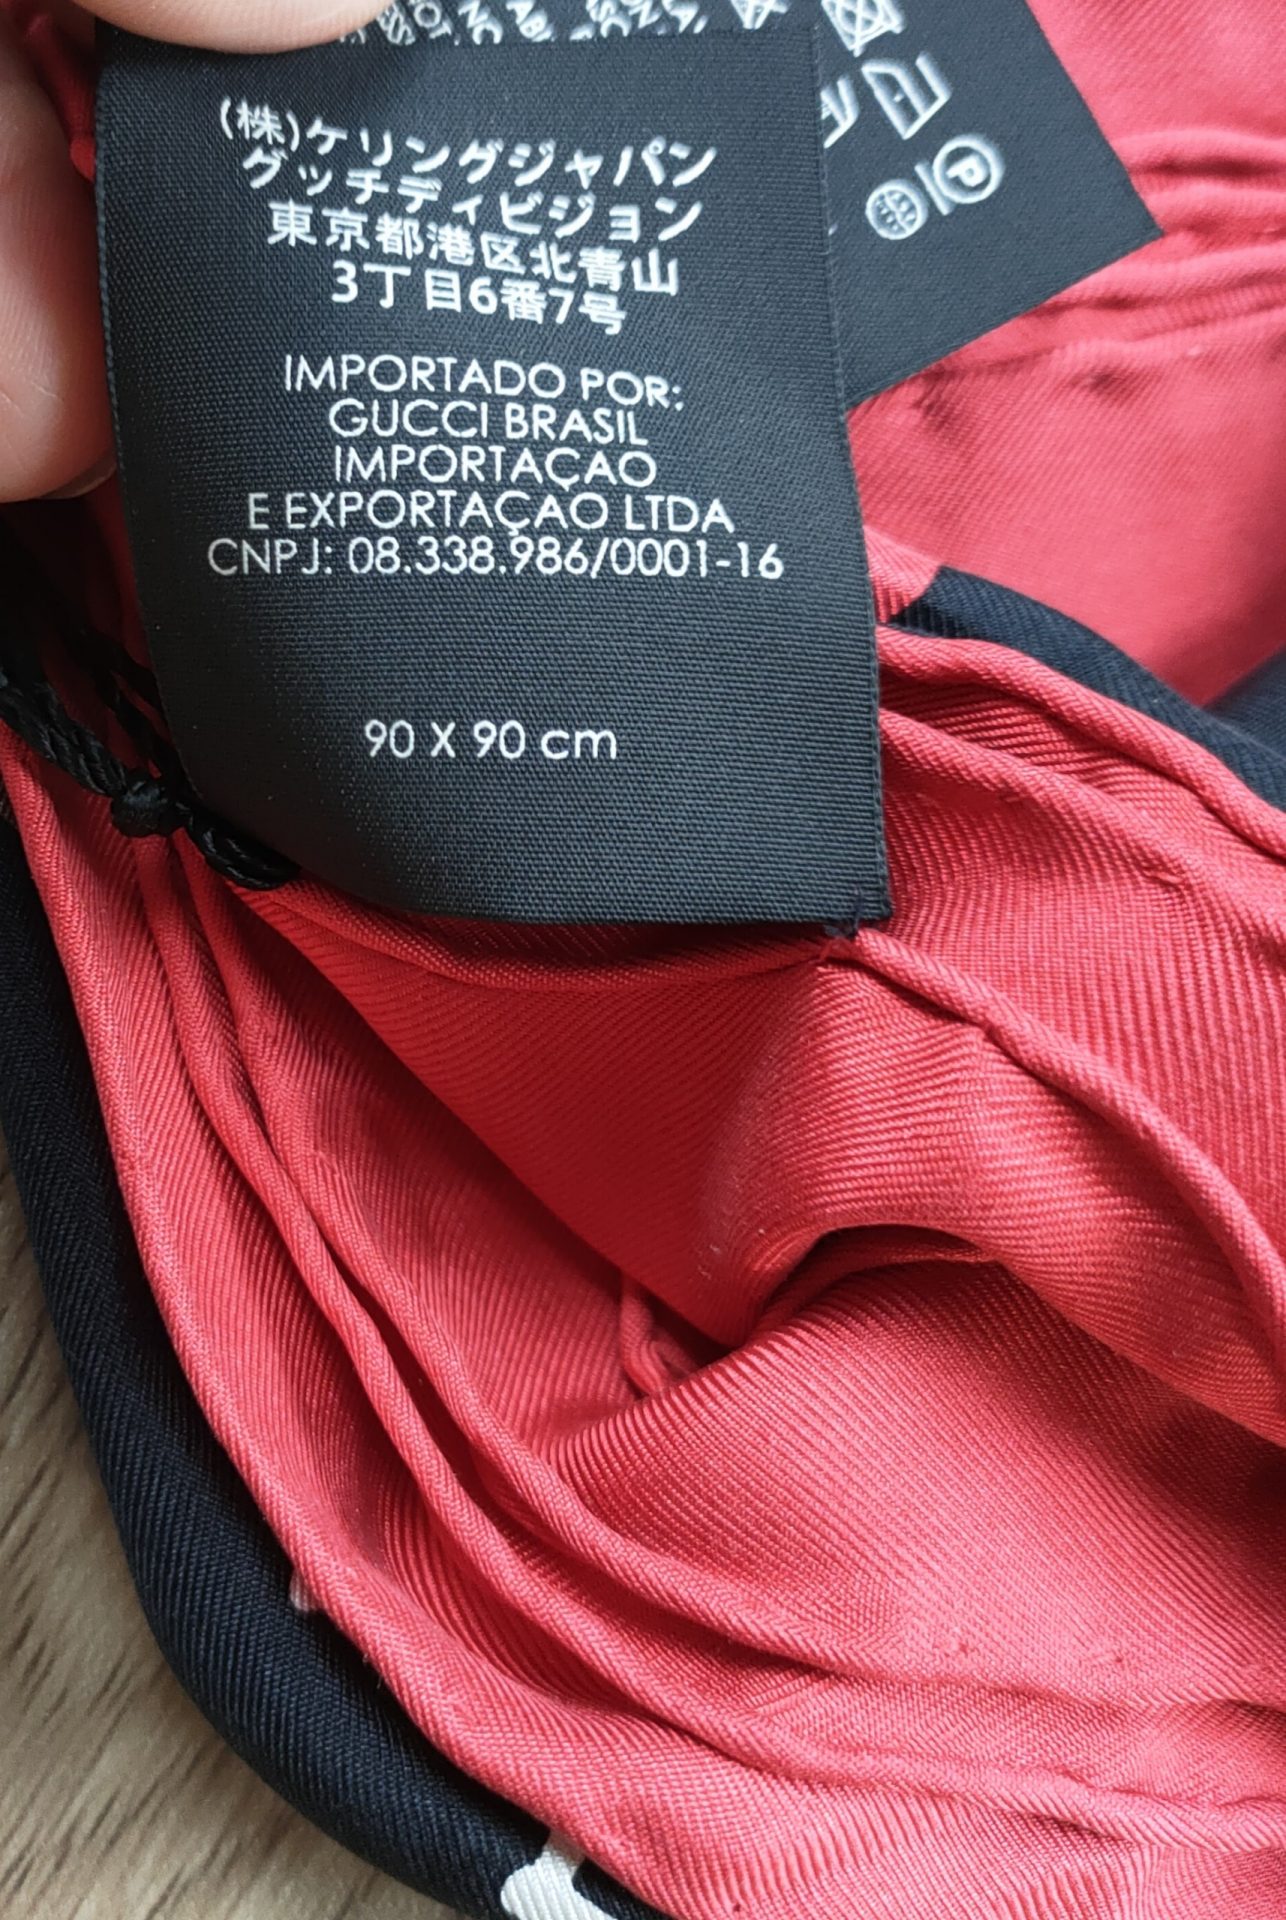 (株)ケリングジャパン
グッチディビジョン
東京都港区北青山
3丁目6番7号
IMPORTADO POR:
GUCCI BRASIL
IMPORTAÇAO
E EXPORTAÇAO LTDA
CNPJ: 08.338.986/0001-16
90 X 90 cm
P